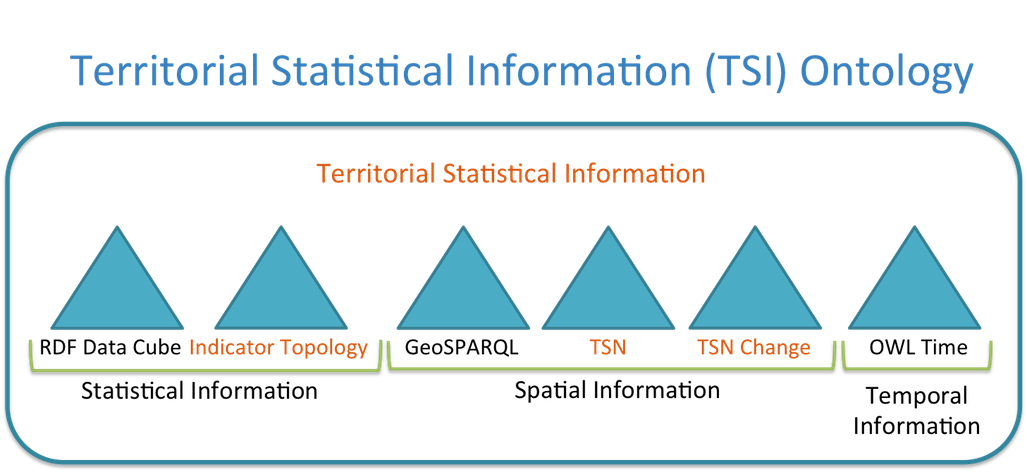 Territorial Statistical Information (TSI) Ontology
Territorial Statistical Information
RDF Data Cube Indicator Topology GeoSPARQL TSN TSN Change OWL Time
Statistical Information Spatial Information Temporal
Information